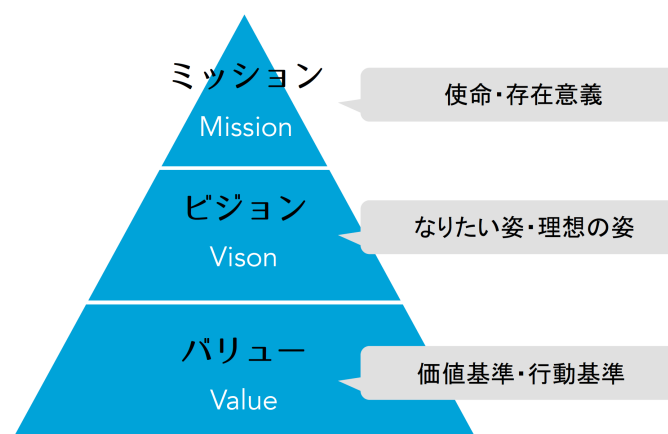 ミッション
Mission
使命・存在意義
ビジョン
Vison
なりたい姿・理想の姿
バリュー
Value
価値基準・行動基準